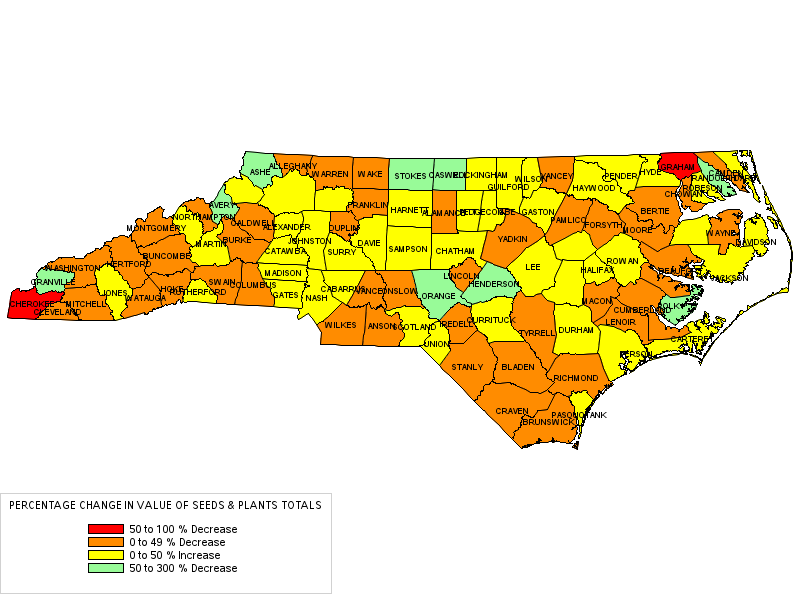 ALLEGHANY
ASHE
WARREN
WAKE
STOKES
CASWELL
ROCKINGHAM
GUILFORD
WILSON
YANCEY
HAYWOOD
PENDER
HYDE
GRAHAM
RANDOLPH
CAMDEN
ROBESON
CHOWAN
AVERY
NORTHAMPTON
MONTGOMERY
CALDWELL
ALEXANDER
FRANKLIN
HARNETT
ALAMANCE
EDGECOMBE
GASTON
PAMLICO
FORSYTH
MOORE
BERTIE
WAYNE
DAVIDSON
MARTIN
BURKE
JOHNSTON
DUPLIN
DAVIE
SAMPSON
CHATHAM
YADKIN
CATAWBA
SURRY
BUNCOMBE
HERTFORD
WASHINGTON
GRANVILLE
MADISON
LEE
HALIFAX
ROWAN
BEAUFORT
JACKSON
LINCOLN
HENDERSON
ORANGE
SWAIN
COLUMBUS
GATES
NASH
CABARRUS
VANCE
ONSLOW
JONES
HOKE
RUTHERFORD
WATAUGA
MITCHELL
CHEROKEE
CLEVELAND
MACON
CUMBERLAND
POLK
LENOIR
WILKES
ANSON
SCOTLAND
IREDELL
CURRITUCK
TYRRELL
DURHAM
UNION
PERSON
CARTERET
STANLY
BLADEN
RICHMOND
CRAVEN
BRUNSWICK
PASQUOTANK
PERCENTAGE CHANGE IN VALUE OF SEEDS & PLANTS TOTALS
50 to 100 % Decrease
0 to 49 % Decrease
0 to 50 % Increase
50 to 300 % Decrease